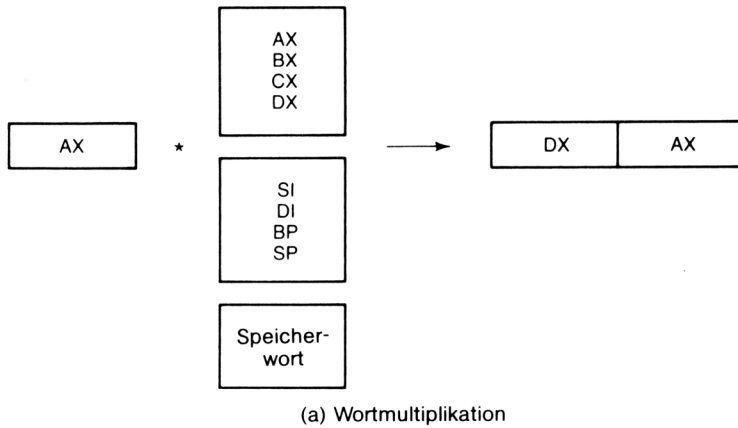 AX
BX
CX
DX
AX
*
DX
AX
SI
DI
BP
SP
Speicher-
wort
(a) Wortmultiplikation